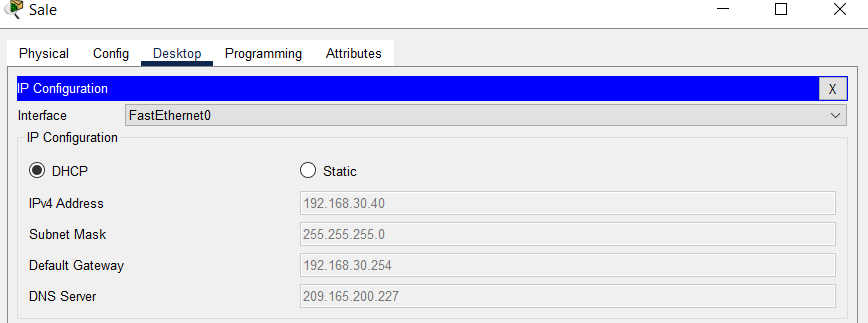 Sale
Physical Config Desktop Programming Attributes
IP Configuration X
Interface FastEthernet0
IP Configuration
DHCP Static
IPv4 Address 192.168.30.40
Subnet Mask 255.255.255.0
Default Gateway 192.168.30.254
DNS Server 209.165.200.227